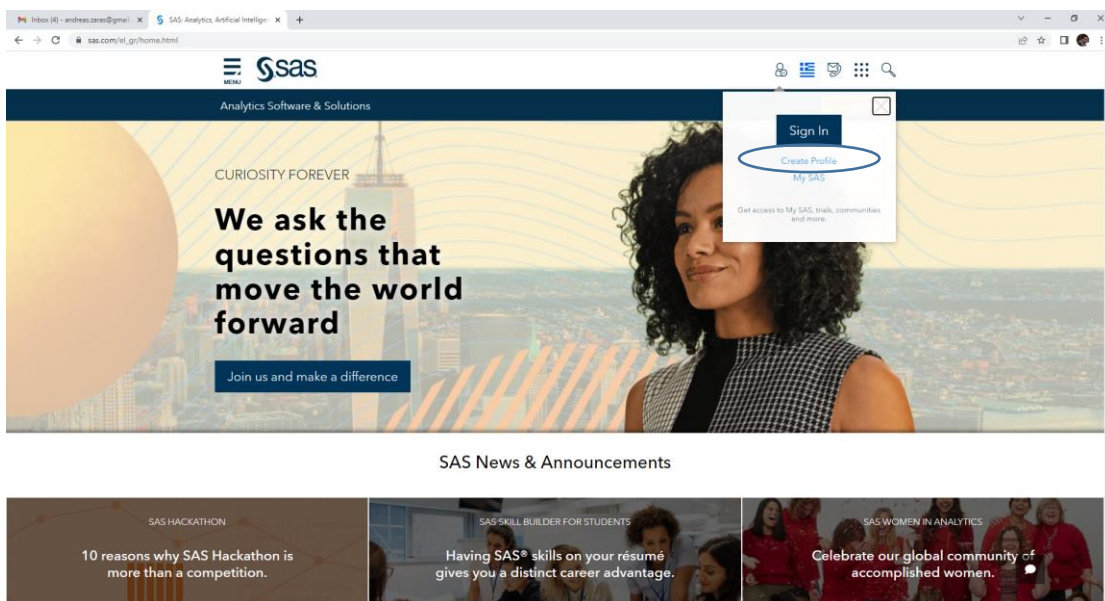 Inbox (4) - andreas.zaras@gmail
SAS: Analytics, Artificial Intelligen
sas.com/el_gr/home.html
MENU
sas
Analytics Software & Solutions
Sign In
Create Profile
My SAS
Get access to My SAS, trials, communities
and more.
CURIOSITY FOREVER
We ask the
questions that
move the world
forward
Join us and make a difference
SAS News & Announcements
SAS HACKATHON
10 reasons why SAS Hackathon is
more than a competition.
SAS SKILL BUILDER FOR STUDENTS
Having SAS® skills on your résumé
gives you a distinct career advantage.
SAS WOMEN IN ANALYTICS
Celebrate our global community of
accomplished women.